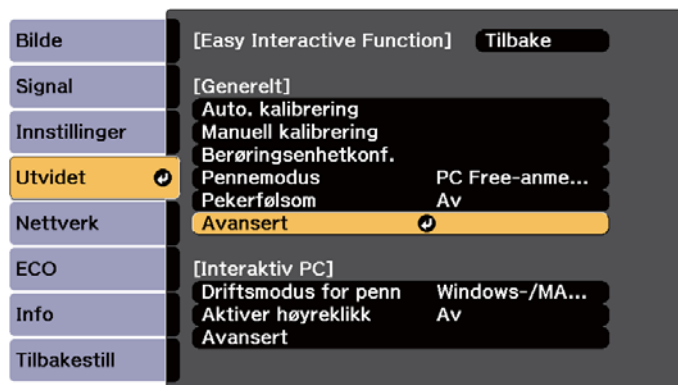 Bilde
Signal
Innstillinger
Utvidet
Nettverk
ECO
Info
Tilbakestill
[Easy Interactive Function] Tilbake
[Generelt]
Auto. kalibrering
Manuell kalibrering
Berøringsenhetkonf.
Pennemodus PC Free-anme...
Pekerfølsom Av
Avansert
[Interaktiv PC]
Driftsmodus for penn Windows-/MA...
Aktiver høyreklikk Av
Avansert